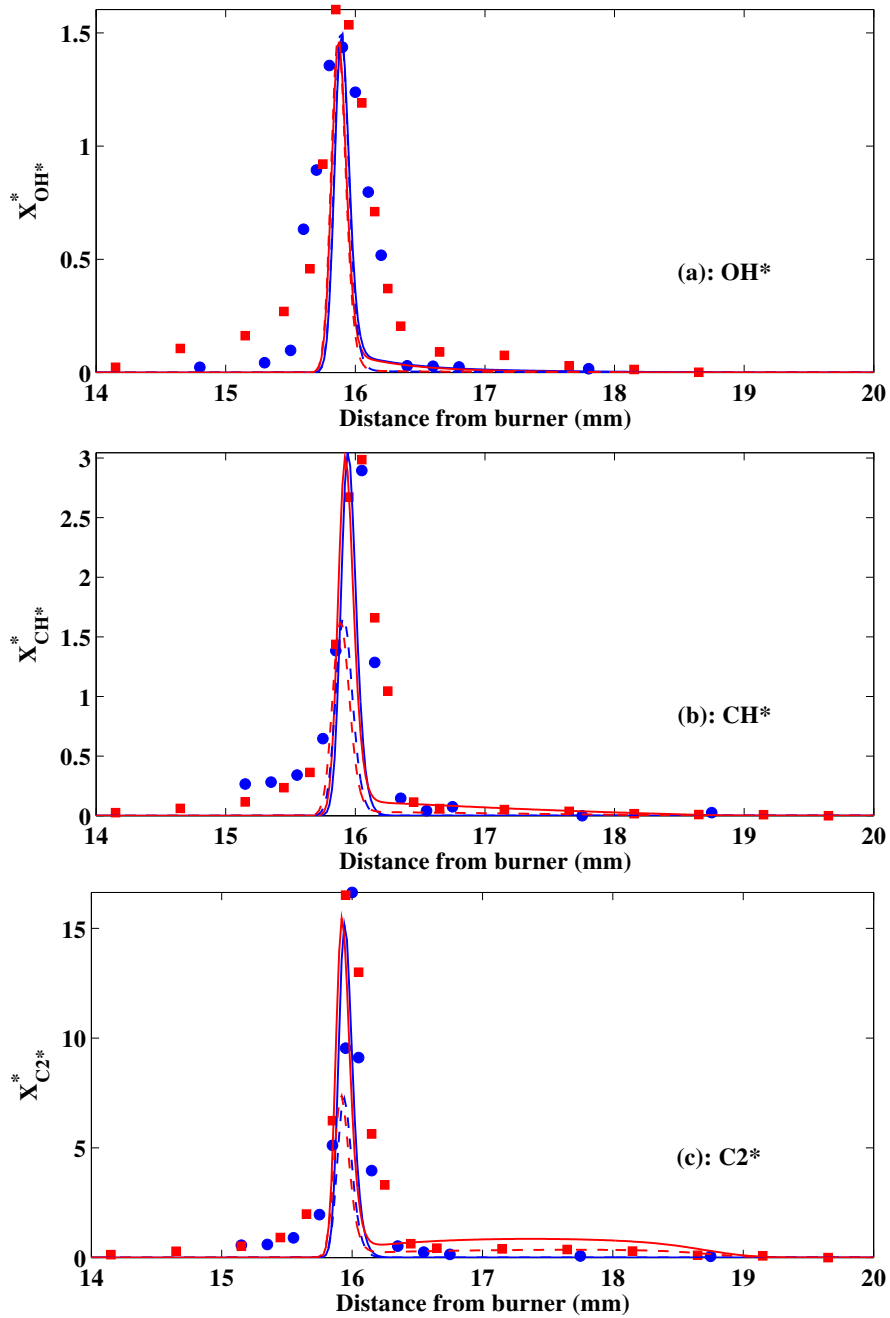 1.5
1
0.5
0
X*OH*
(a): OH*
14 15 16 17 18 19 20
Distance from burner (mm)
3
2.5
2
1.5
1
0.5
0
X*CH*
(b): CH*
14 15 16 17 18 19 20
Distance from burner (mm)
15
10
5
0
X*C2*
(c): C2*
14 15 16 17 18 19 20
Distance from burner (mm)